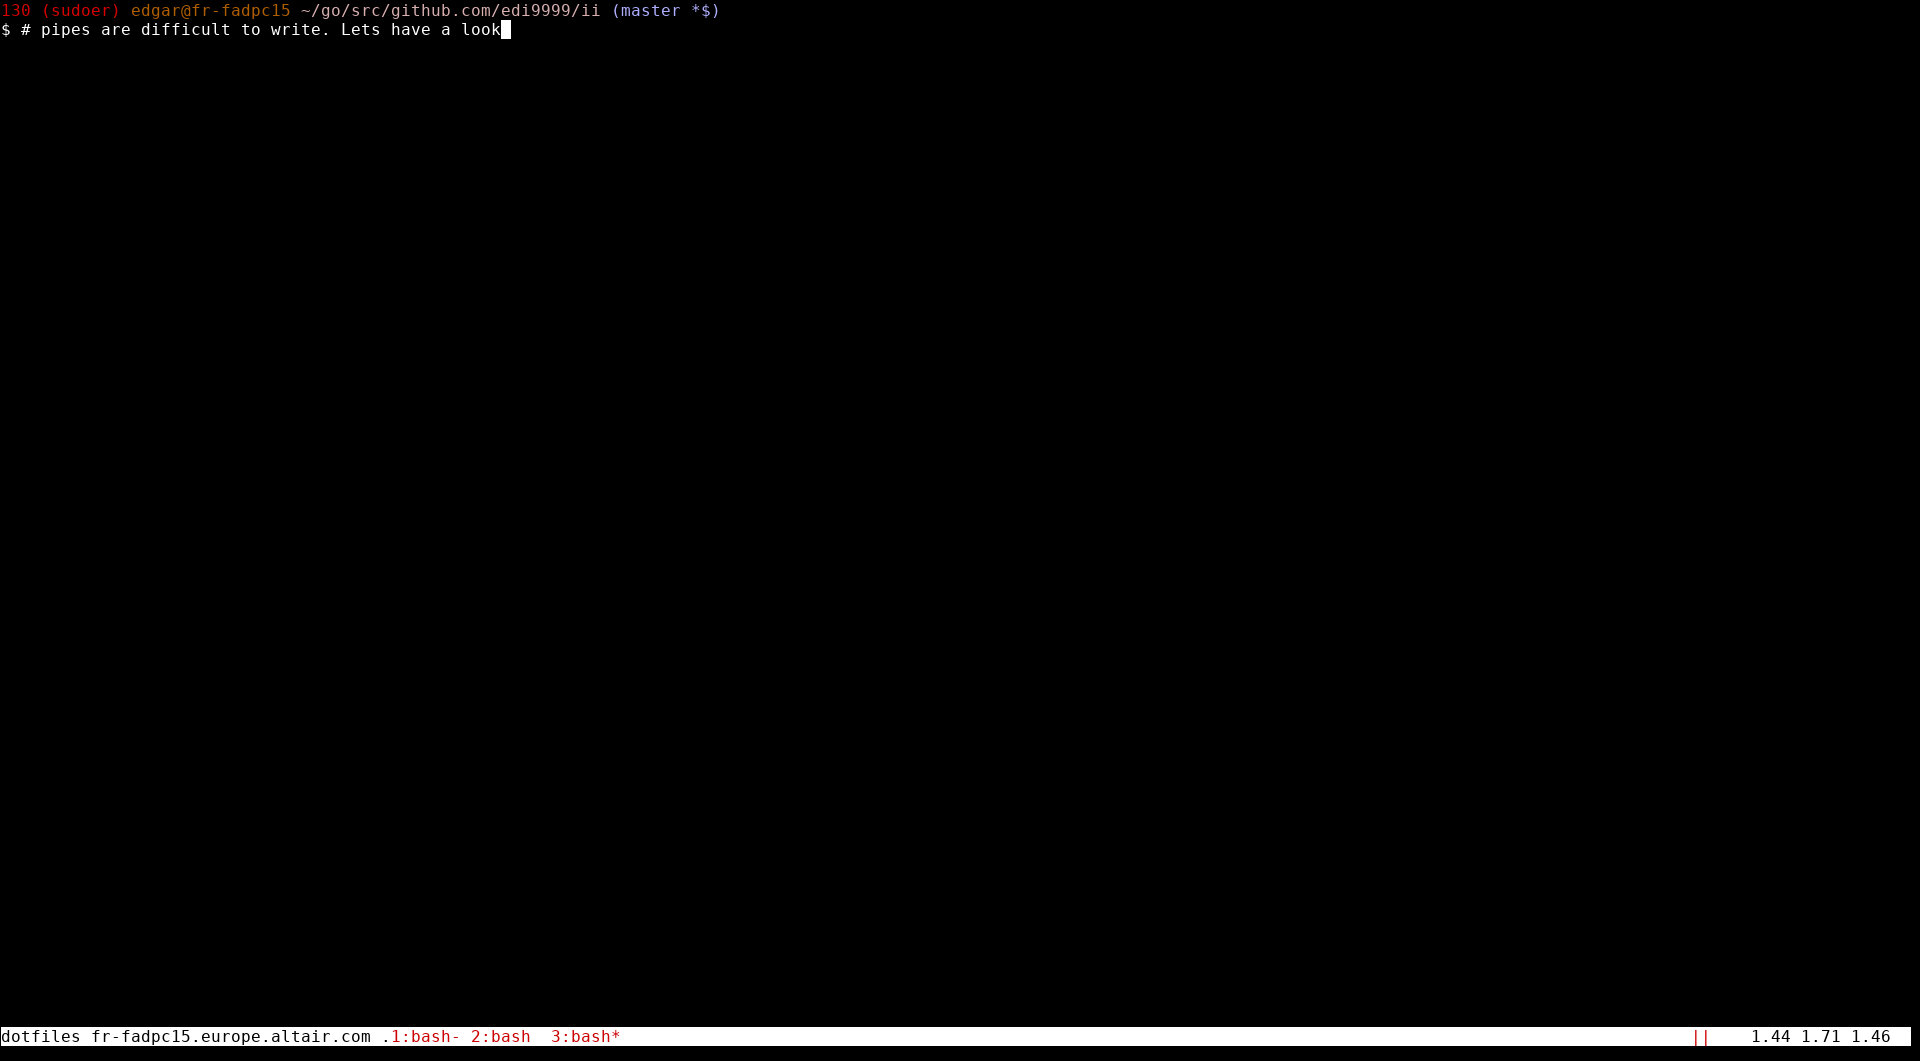 130 (sudoer) edgar@fr-fadpc15 ~/go/src/github.com/edi9999/ii (master *$)
$ # pipes are difficult to write. Lets have a look
dotfiles fr-fadpc15.europe.altair.com .1:bash- 2:bash  3:bash* ||    1.44 1.71 1.46